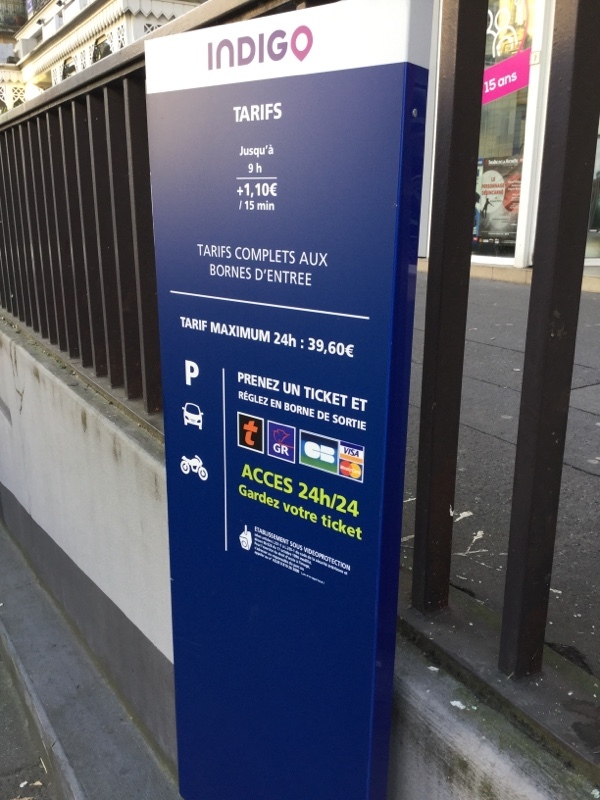 INDIGO
15 ans
TARIFS
Jusqu'à
9 h
+1,10€
/ 15 min
TARIFS COMPLETS AUX
BORNES D'ENTREE
TARIF MAXIMUM 24h : 39,60€
P
PRENEZ UN TICKET ET
RÉGLEZ EN BORNE DE SORTIE
t
GR
CB
VISA
MasterCard
ACCES 24h/24
Gardez votre ticket
ETABLISSEMENT SOUS VIDEOPROTECTION